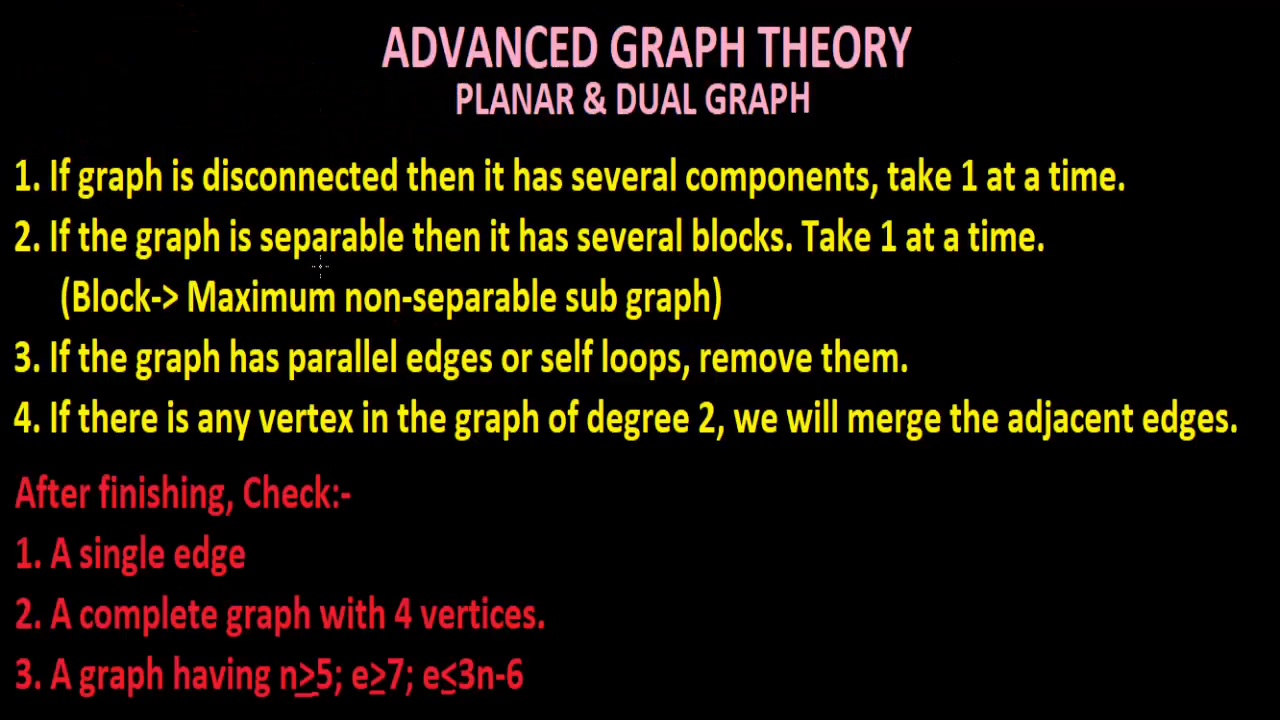 ADVANCED GRAPH THEORY
PLANAR & DUAL GRAPH
1. If graph is disconnected then it has several components, take 1 at a time.
2. If the graph is separable then it has several blocks. Take 1 at a time.
(Block-> Maximum non-separable sub graph)
3. If the graph has parallel edges or self loops, remove them.
4. If there is any vertex in the graph of degree 2, we will merge the adjacent edges.
After finishing, Check:-
1. A single edge
2. A complete graph with 4 vertices.
3. A graph having n≥5; e≥7; e≤3n-6